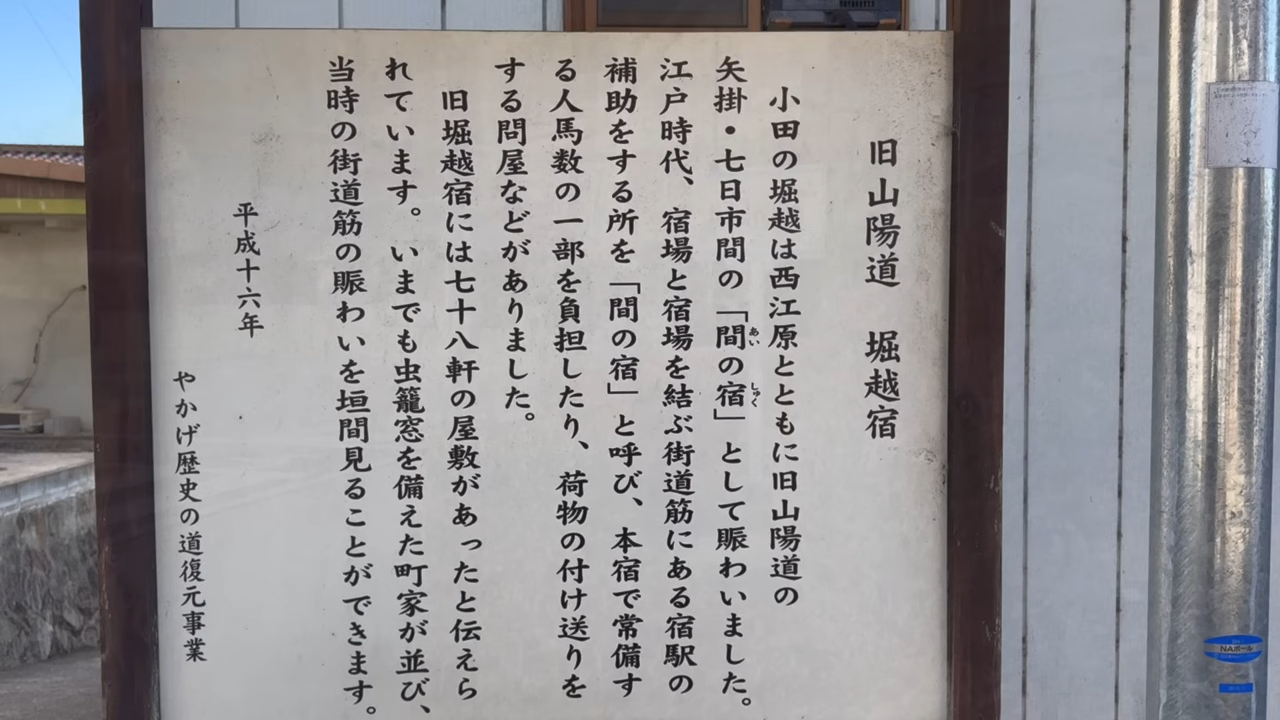 旧山陽道　堀越宿
小田の堀越は西江原とともに旧山陽道の
矢掛・七日市間の「間の宿」として賑わいました。
あい
しゅく
江戸時代、宿場と宿場を結ぶ街道筋にある宿駅の
補助をする所を「間の宿」と呼び、本宿で常備す
る人馬数の一部を負担したり、荷物の付け送りを
する問屋などがありました。
旧堀越宿には七十八軒の屋敷があったと伝えら
れています。いまでも虫籠窓を備えた町家が並び、
当時の街道筋の賑わいを垣間見ることができます。
平成十六年
やかげ歴史の道復元事業
NAポール